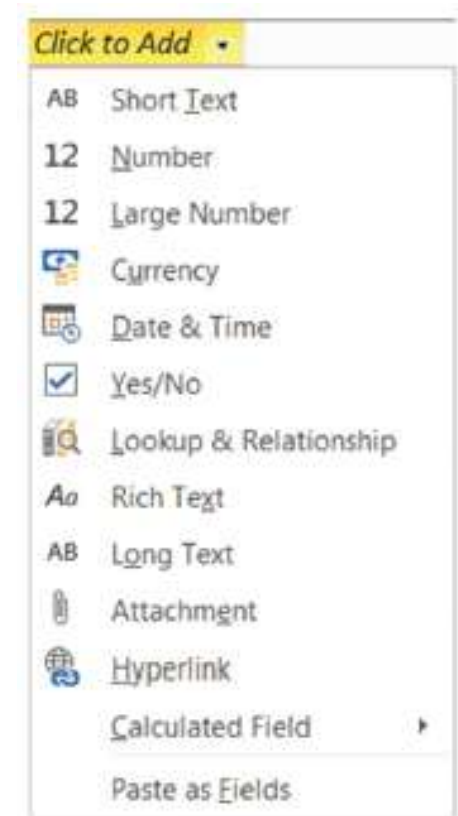 Click to Add
AB Short Text
12 Number
12 Large Number
Currency
Date & Time
Yes/No
Lookup & Relationship
Aa Rich Text
AB Long Text
Attachment
Hyperlink
Calculated Field
Paste as Fields